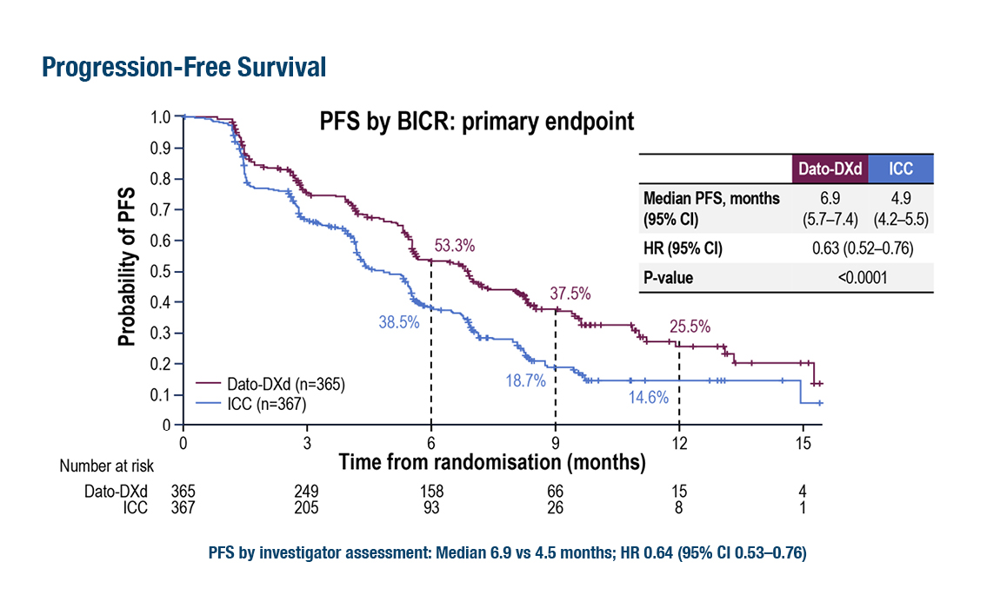 Progression-Free Survival
PFS by BICR: primary endpoint
Probability of PFS
1.0
0.9
0.8
0.7
0.6
0.5
0.4
0.3
0.2
0.1
0
53.3%
38.5%
37.5%
18.7%
25.5%
14.6%
Dato-DXd (n=365)
ICC (n=367)
Dato-DXd ICC
Median PFS, months 6.9 4.9
(95% CI) (5.7–7.4) (4.2–5.5)
HR (95% CI) 0.63 (0.52–0.76)
P-value <0.0001
0 3 6 9 12 15
Time from randomisation (months)
Number at risk
Dato-DXd 365 249 158 66 15 4
ICC 367 205 93 26 8 1
PFS by investigator assessment: Median 6.9 vs 4.5 months; HR 0.64 (95% CI 0.53–0.76)